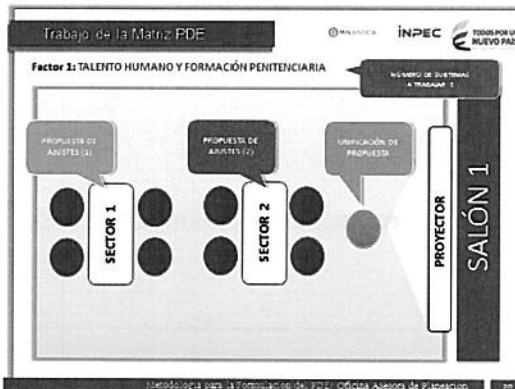 Trabajo de la Matriz PDE
MINJUSTICIA
INPEC
TODOS POR UN
NUEVO PAÍS
Factor 1: TALENTO HUMANO Y FORMACIÓN PENITENCIARIA
NÚMERO DE SUBTEMAS
A TRABAJAR: 5
PROPUESTA DE
AJUSTES (1)
PROPUESTA DE
AJUSTES (2)
UNIFICACIÓN DE
PROPUESTA
SECTOR 1
SECTOR 2
PROYECTOR
SALÓN 1
Metodología para la Formulación del PDE/ Oficina Asesora de Planeación